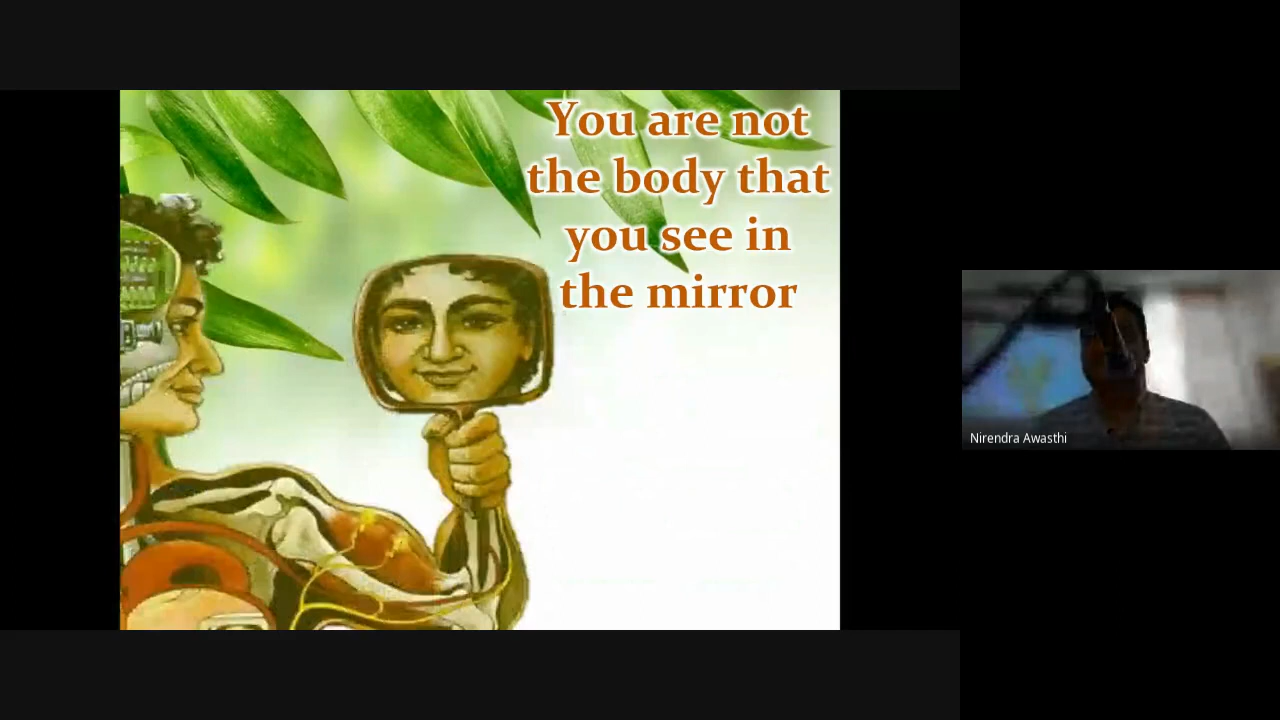 You are not
the body that
you see in
the mirror
Nirendra Awasthi